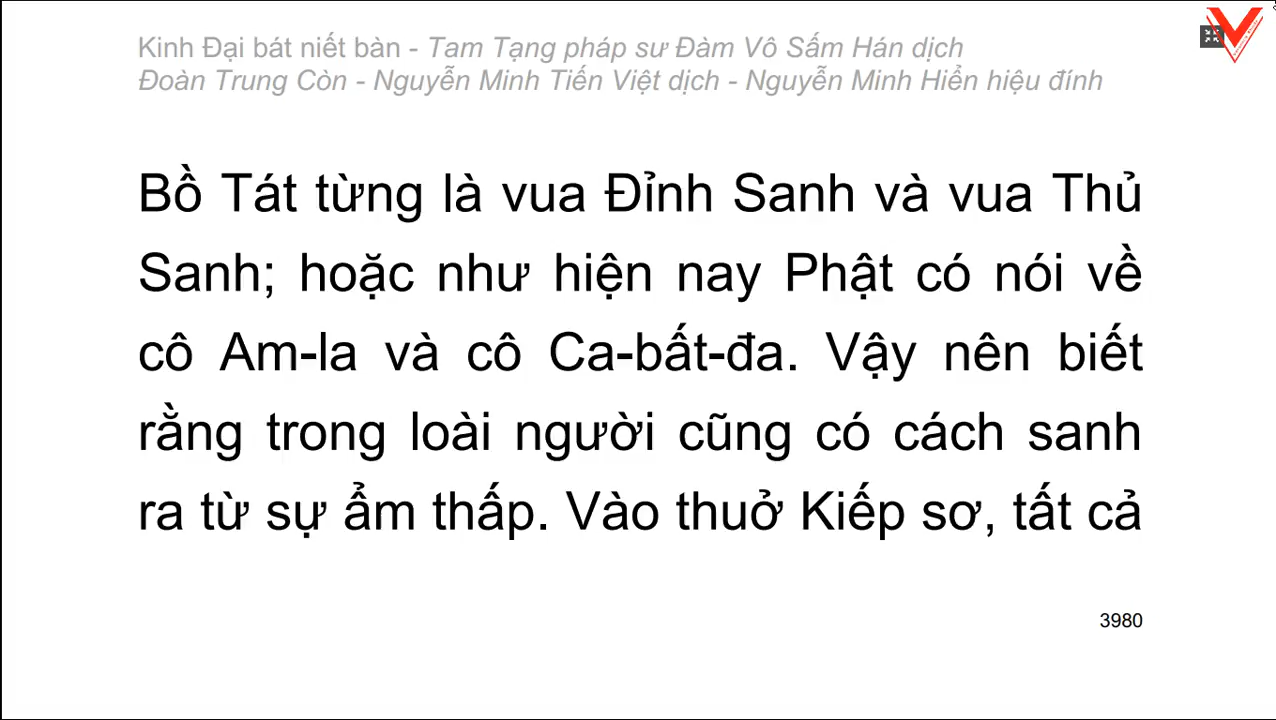 Kinh Đại bát niết bàn - Tam Tạng pháp sư Đàm Vô Sấm Hán dịch
Đoàn Trung Còn - Nguyễn Minh Tiến Việt dịch - Nguyễn Minh Hiển hiệu đính
Bồ Tát từng là vua Đỉnh Sanh và vua Thủ
Sanh; hoặc như hiện nay Phật có nói về
cô Am-la và cô Ca-bất-đa. Vậy nên biết
rằng trong loài người cũng có cách sanh
ra từ sự ẩm thấp. Vào thuở Kiếp sơ, tất cả
3980